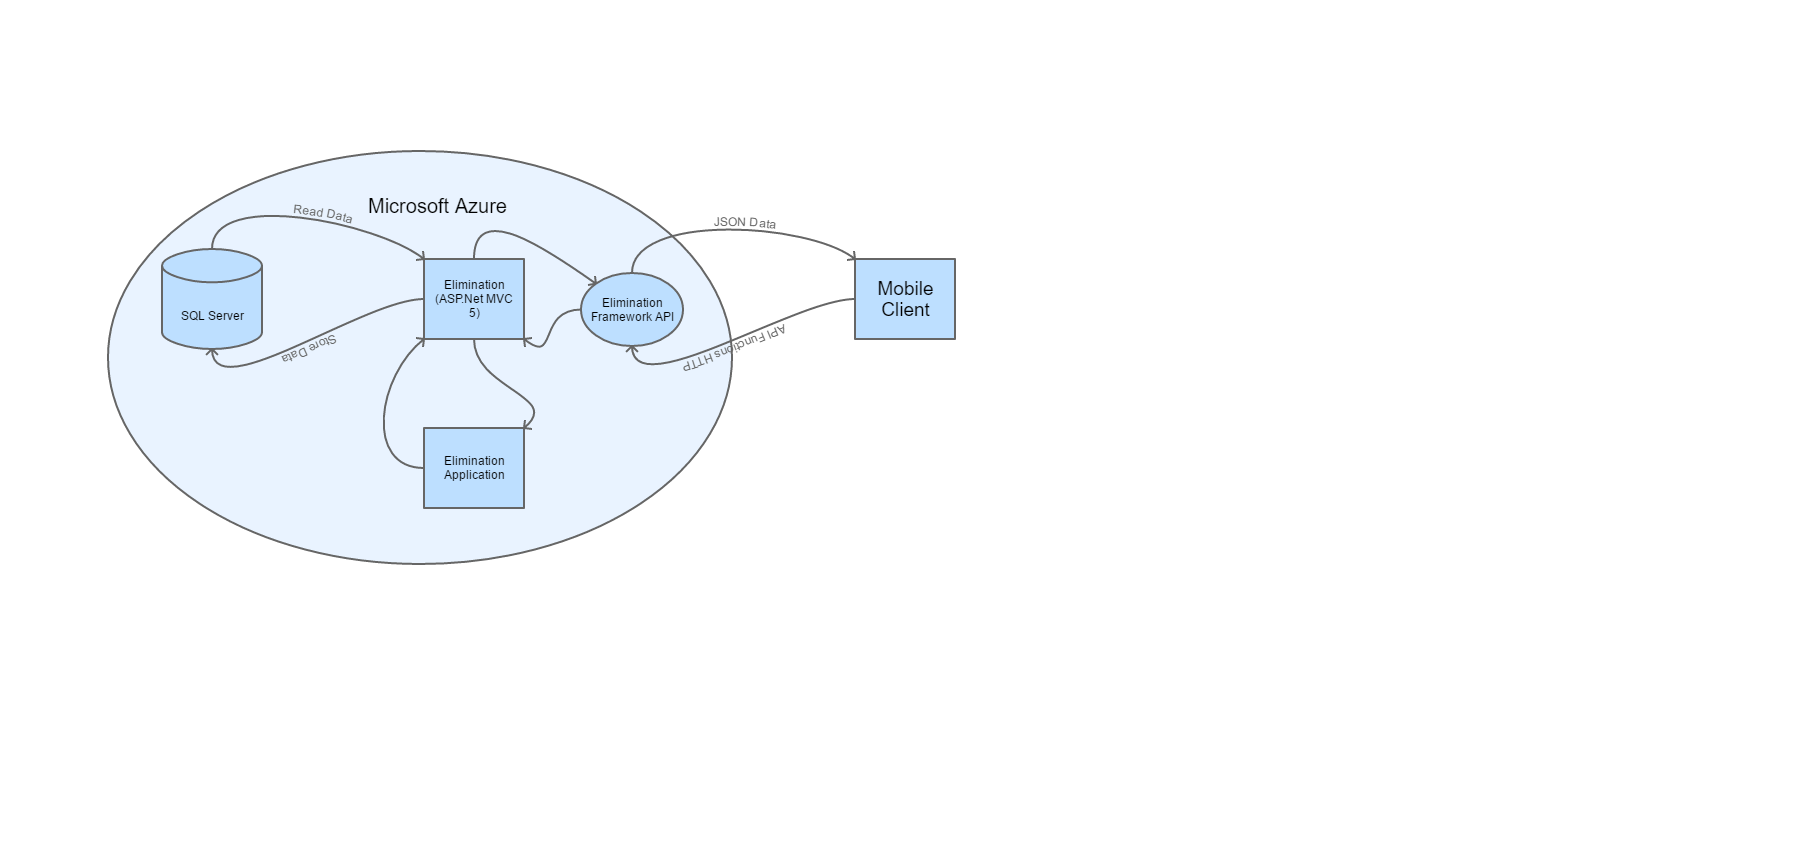 Microsoft Azure
Read Data
JSON Data
SQL Server
Elimination
(ASP.Net MVC
5)
Elimination
Framework API
Mobile
Client
Store Data
API Functions HTTP
Elimination
Application